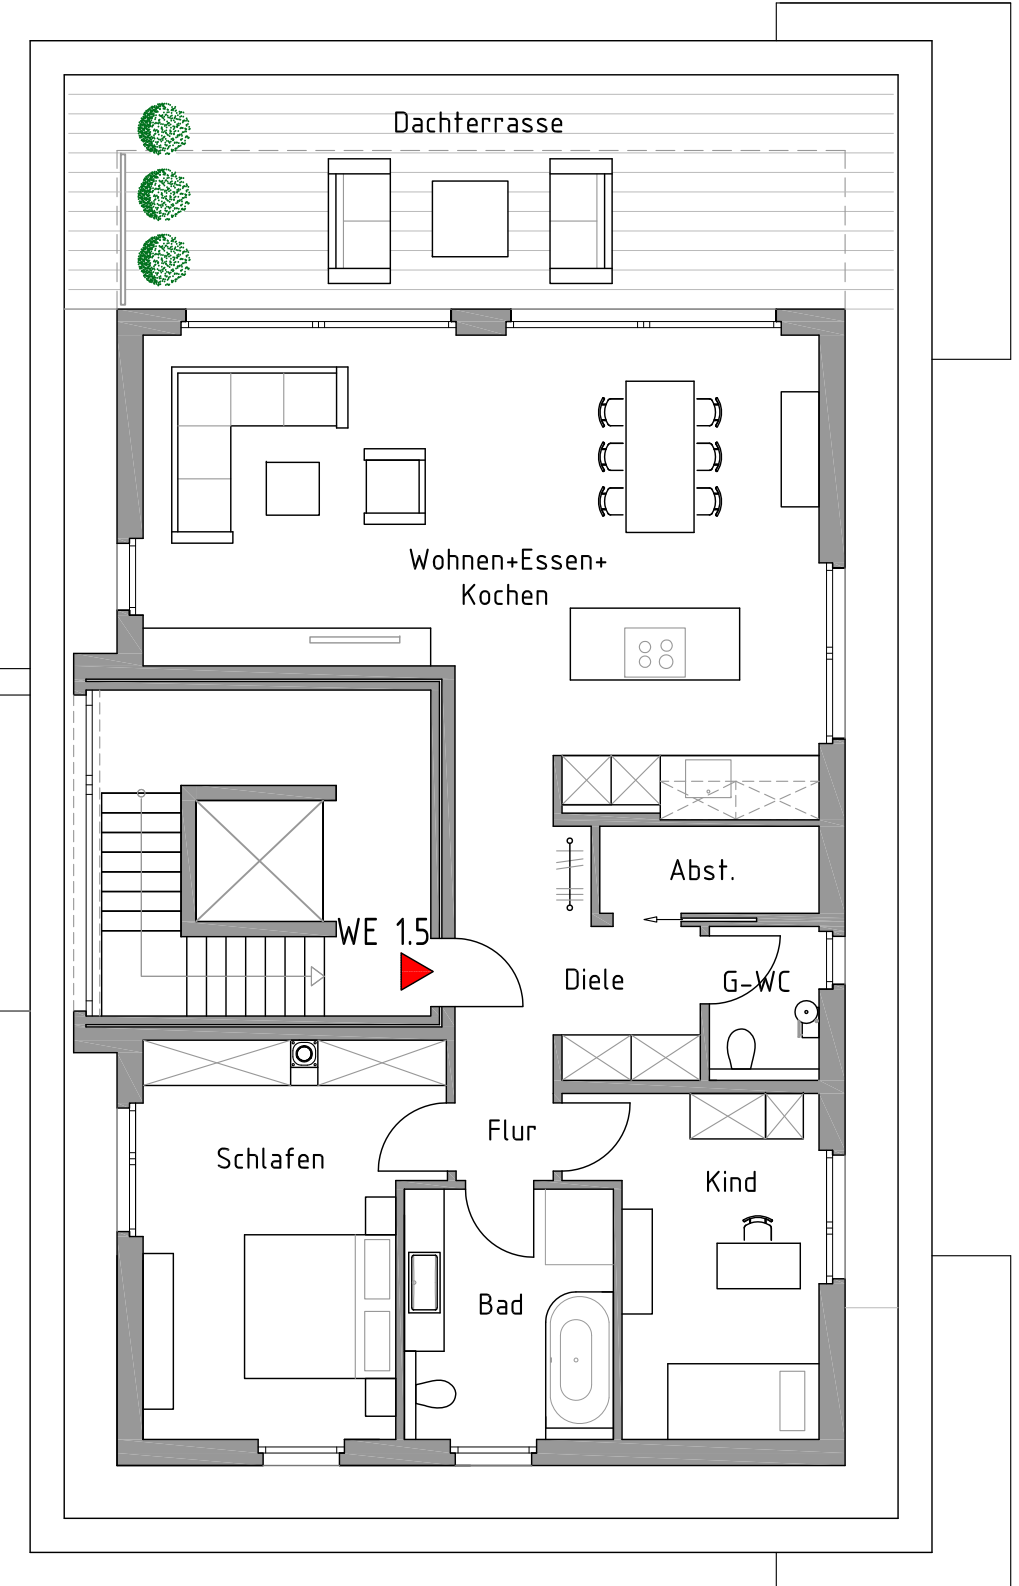 Dachterrasse
Wohnen+Essen+
Kochen
Abst.
WE 1.5
Diele
G-WC
Flur
Schlafen
Kind
Bad